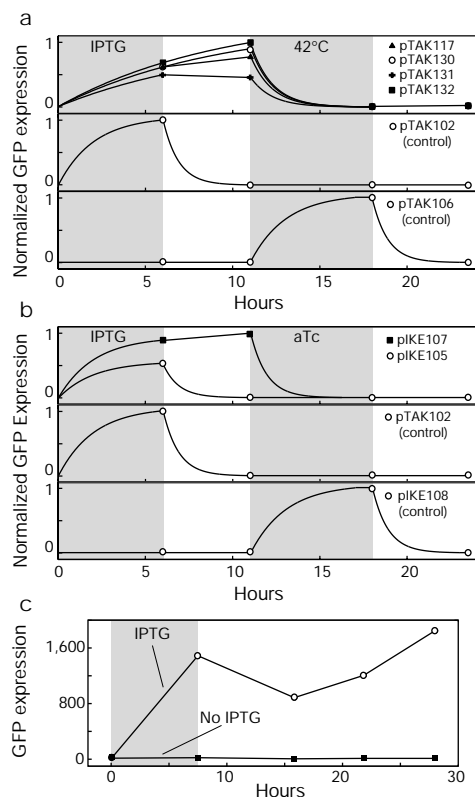 a
IPTG
42°C
pTAK117
pTAK130
pTAK131
pTAK132
1
0
pTAK102
(control)
1
0
pTAK106
(control)
1
0
Normalized GFP expression
0 5 10 15 20
Hours
b
IPTG
aTc
pIKE107
pIKE105
1
0
pTAK102
(control)
1
0
pIKE108
(control)
1
0
Normalized GFP Expression
0 5 10 15 20
Hours
c
IPTG
No IPTG
GFP expression
1,600
800
0
0 10 20 30
Hours